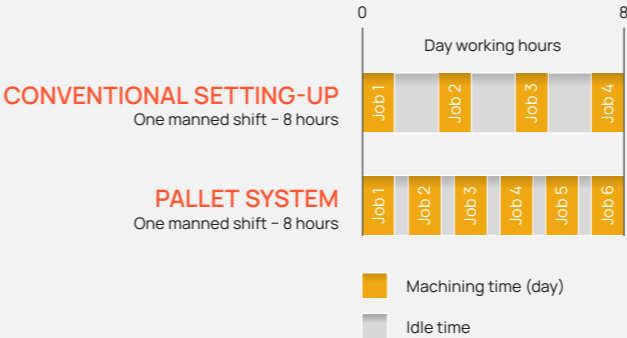 0 8
Day working hours
CONVENTIONAL SETTING-UP
One manned shift – 8 hours
Job 1 Job 2 Job 3 Job 4
PALLET SYSTEM
One manned shift – 8 hours
Job 1 Job 2 Job 3 Job 4 Job 5 Job 6
Machining time (day)
Idle time